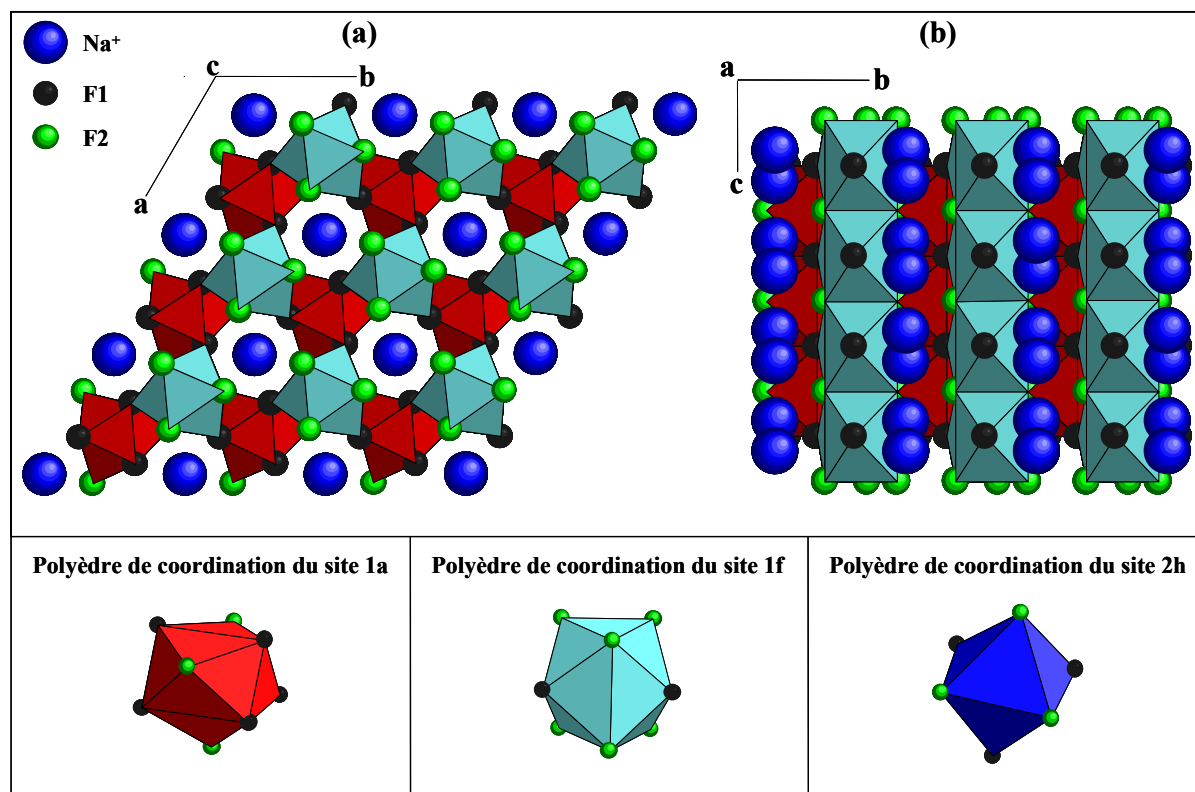 (a)
(b)
Na+
F1
F2
c
b
a
a
b
c
Polyèdre de coordination du site 1a
Polyèdre de coordination du site 1f
Polyèdre de coordination du site 2h